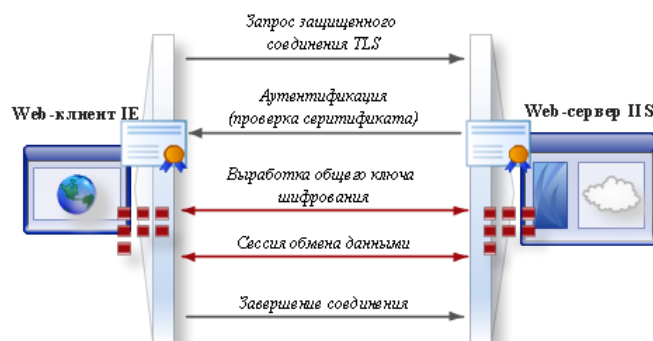 Запрос защищенного
соединения TLS
Web-клиент IE
Аутентификация
(проверка серитификата)
Web-сервер IIS
Выработка общего ключа
шифрования
Сессия обмена данными
Завершение соединения